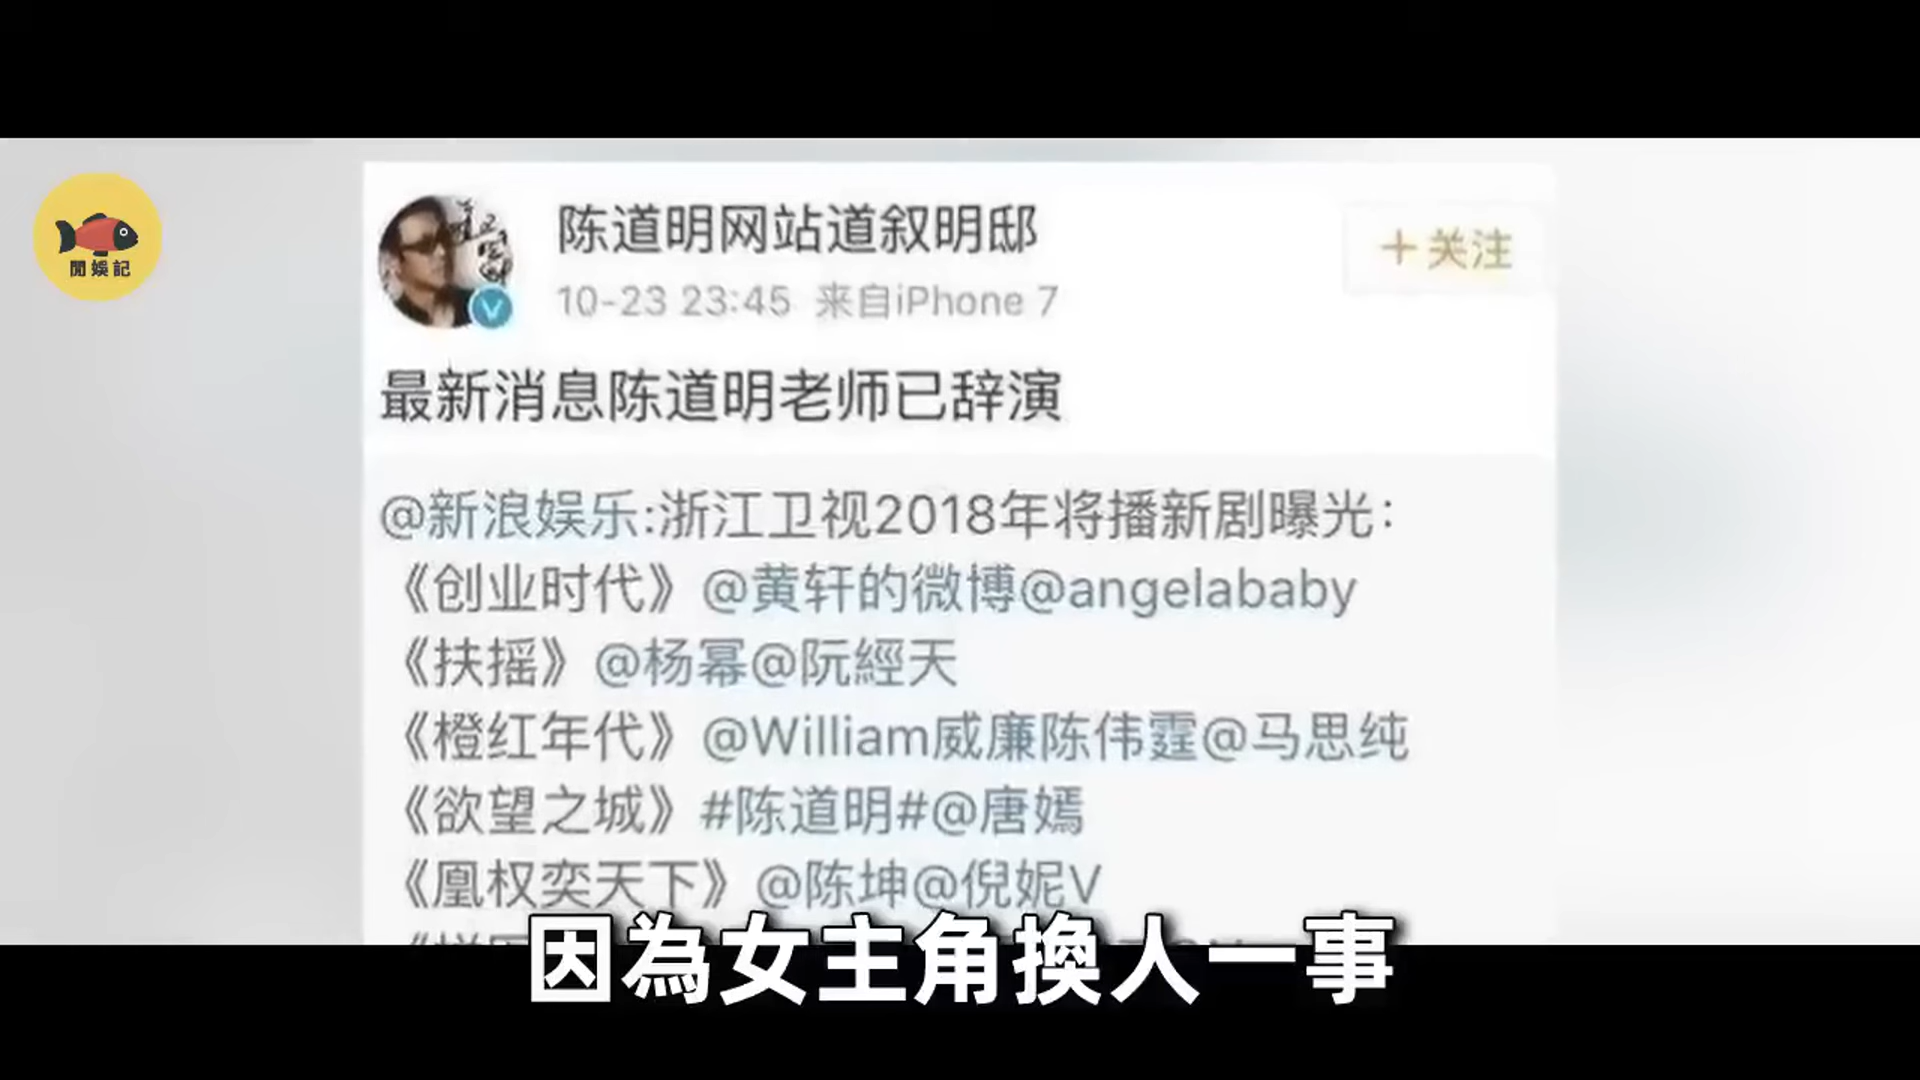 閒娛記
陈道明网站道叙明邸
10-23 23:45 来自iPhone 7
+关注
最新消息陈道明老师已辞演
@新浪娱乐:浙江卫视2018年将播新剧曝光:
《创业时代》@黄轩的微博@angelababy
《扶摇》@杨幂@阮經天
《橙红年代》@William威廉陈伟霆@马思纯
《欲望之城》#陈道明#@唐嫣
《凰权奕天下》@陈坤@倪妮V
因為女主角換人一事